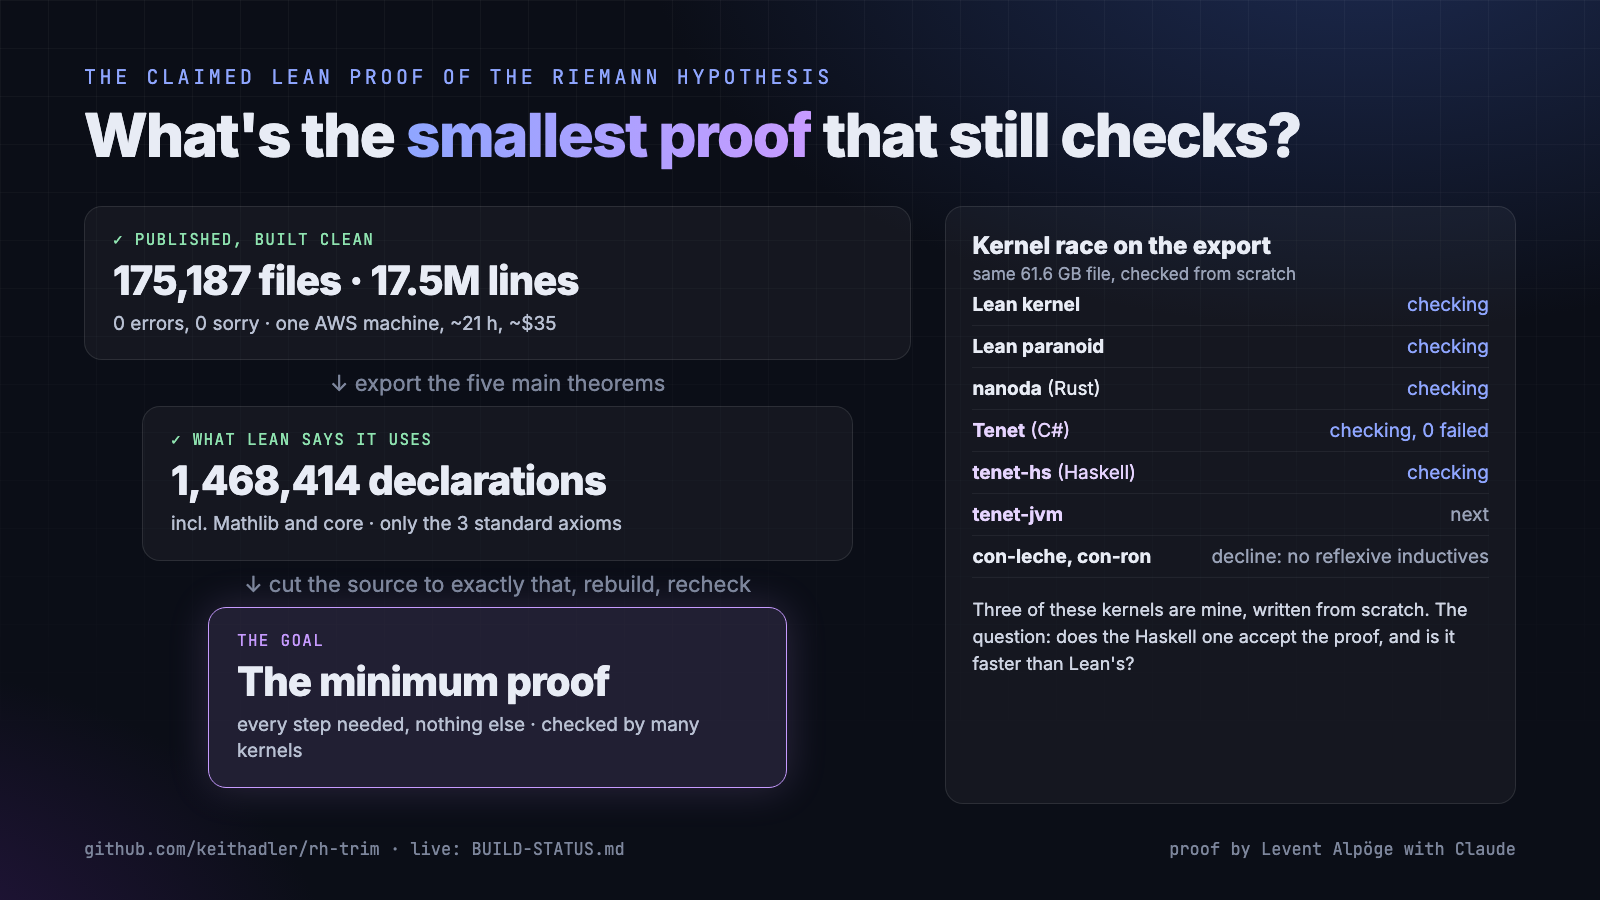 THE CLAIMED LEAN PROOF OF THE RIEMANN HYPOTHESIS
What's the smallest proof that still checks?
✓ PUBLISHED, BUILT CLEAN
175,187 files · 17.5M lines
0 errors, 0 sorry · one AWS machine, ~21 h, ~$35
↓ export the five main theorems
✓ WHAT LEAN SAYS IT USES
1,468,414 declarations
incl. Mathlib and core · only the 3 standard axioms
↓ cut the source to exactly that, rebuild, recheck
THE GOAL
The minimum proof
every step needed, nothing else · checked by many
kernels
Kernel race on the export
same 61.6 GB file, checked from scratch
Lean kernel checking
Lean paranoid checking
nanoda (Rust) checking
Tenet (C#) checking, 0 failed
tenet-hs (Haskell) checking
tenet-jvm next
con-leche, con-ron decline: no reflexive inductives
Three of these kernels are mine, written from scratch. The
question: does the Haskell one accept the proof, and is it
faster than Lean's?
github.com/keithadler/rh-trim · live: BUILD-STATUS.md
proof by Levent Alpöge with Claude